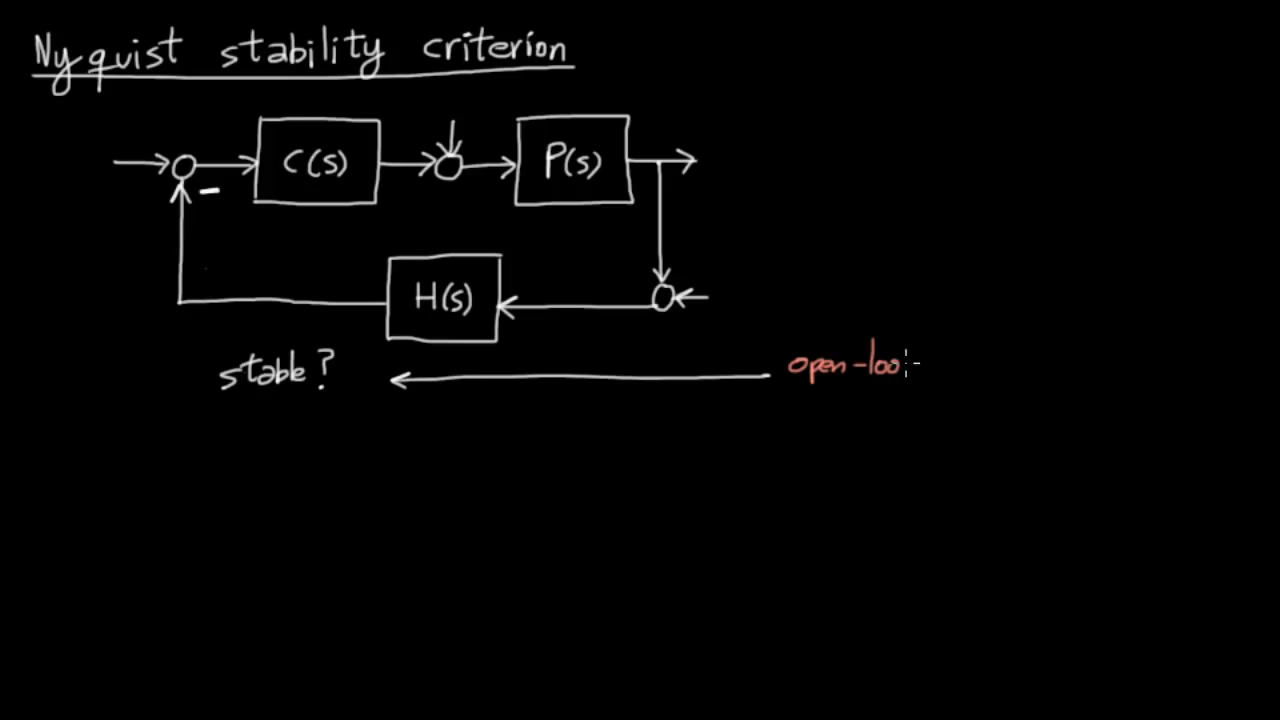 Nyquist stability criterion
C(s) P(s)
-
H(s)
stable? open-loo